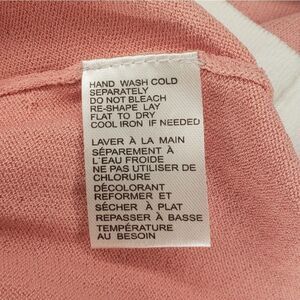 HAND WASH COLD
SEPARATELY
DO NOT BLEACH
RE-SHAPE LAY
FLAT TO DRY
COOL IRON IF NEEDED
LAVER À LA MAIN
SÉPAREMENT À
L'EAU FROIDE
NE PAS UTILISER DE
CHLORURE
DÉCOLORANT
REFORMER ET
SÉCHER À PLAT
REPASSER À BASSE
TEMPÉRATURE
AU BESOIN